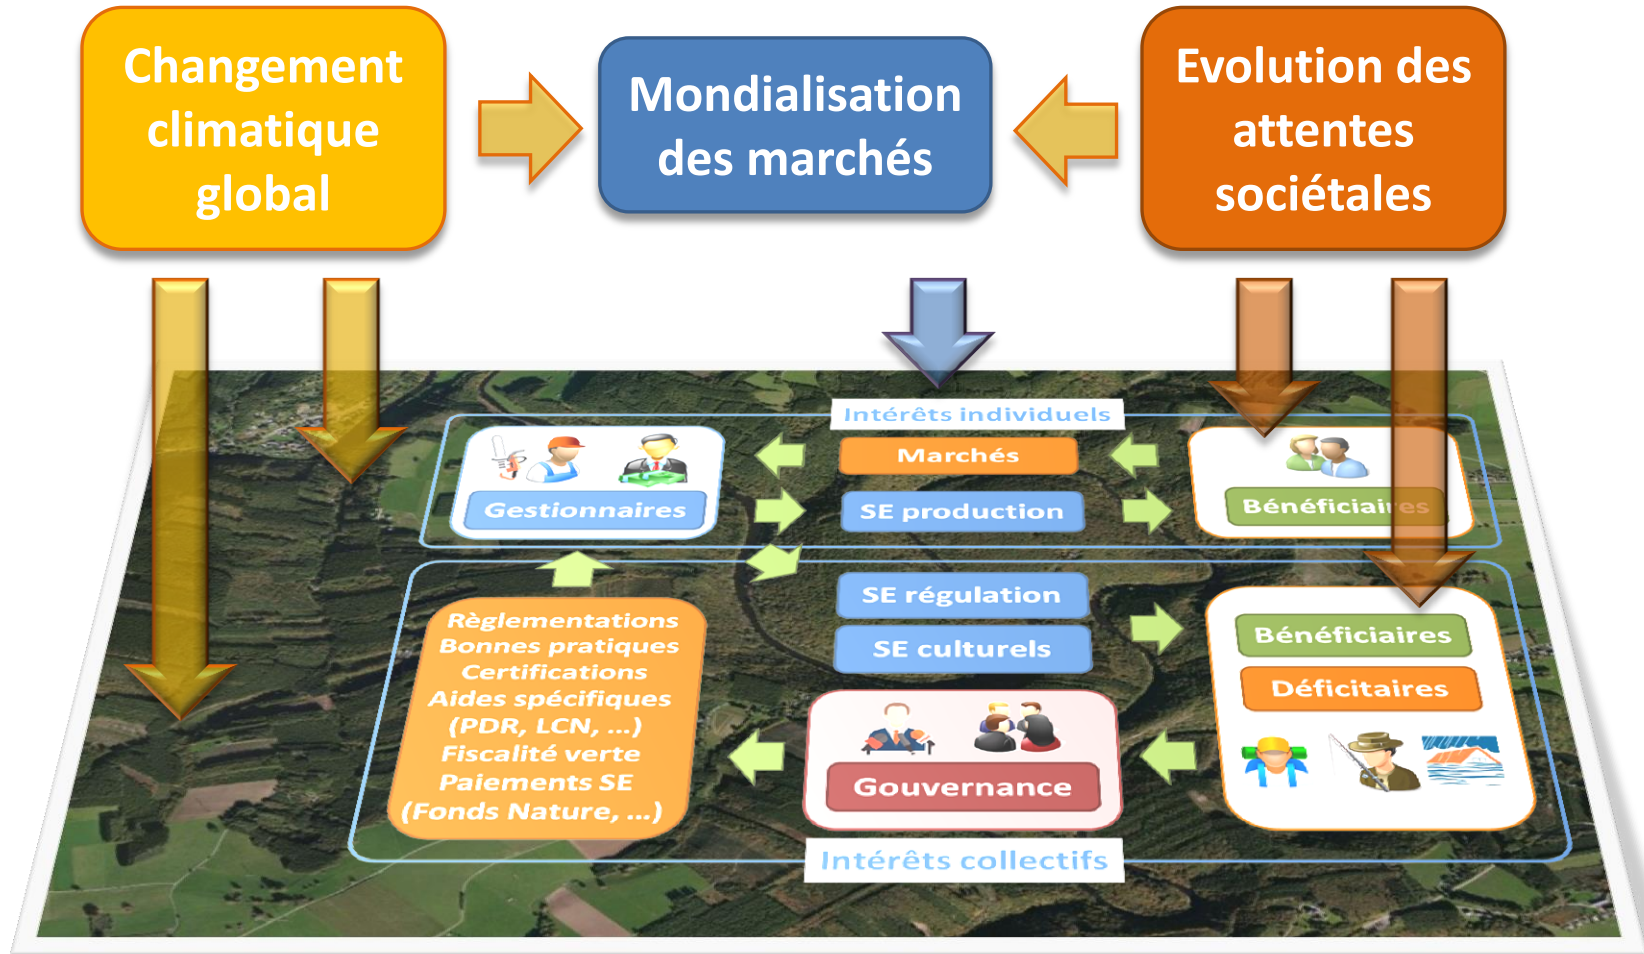 Changement
climatique
global
Mondialisation
des marchés
Evolution des
attentes
sociétales
Intérêts individuels
Gestionnaires
Marchés
SE production
Bénéficiaires
SE régulation
SE culturels
Règlementations
Bonnes pratiques
Certifications
Aides spécifiques
(PDR, LCN, ...)
Fiscalité verte
Paiements SE
(Fonds Nature, ...)
Gouvernance
Bénéficiaires
Déficitaires
Intérêts collectifs